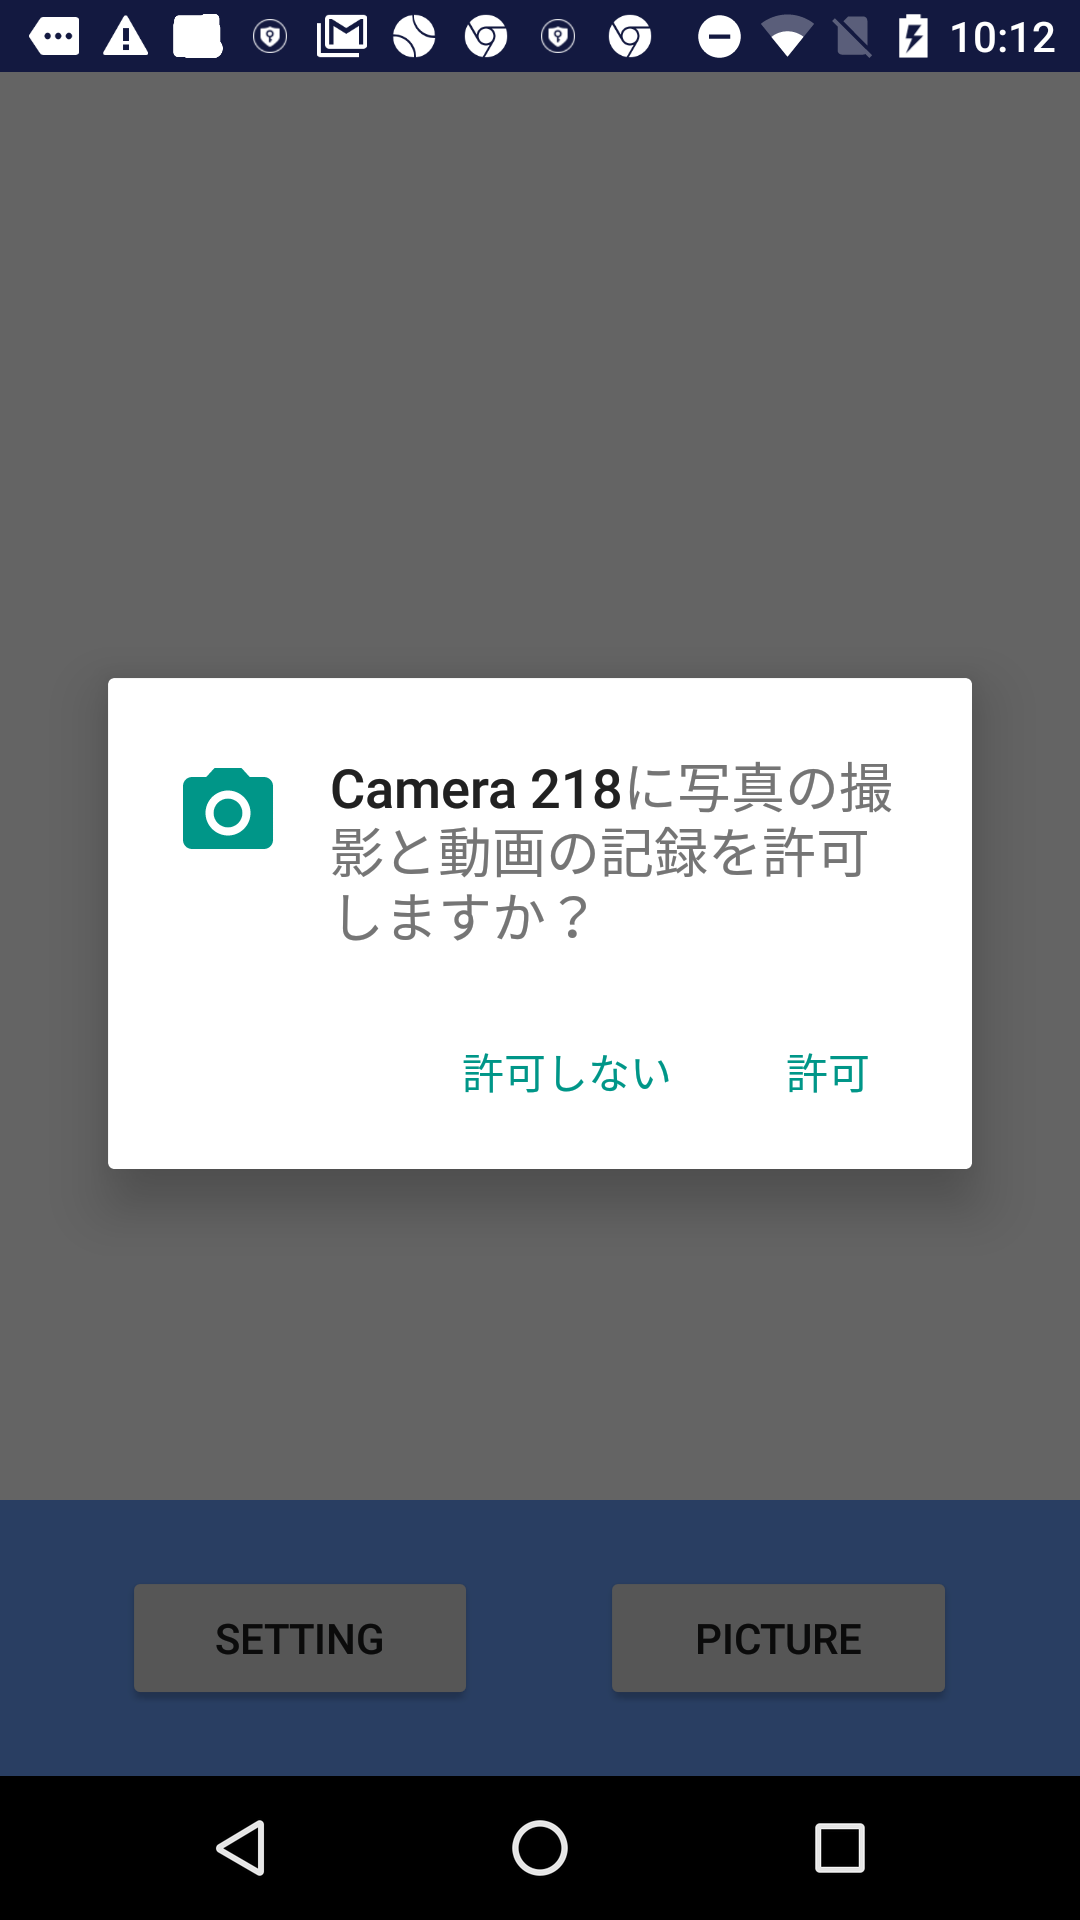 10:12
Camera 218に写真の撮
影と動画の記録を許可
しますか？
許可しない 許可
SETTING PICTURE